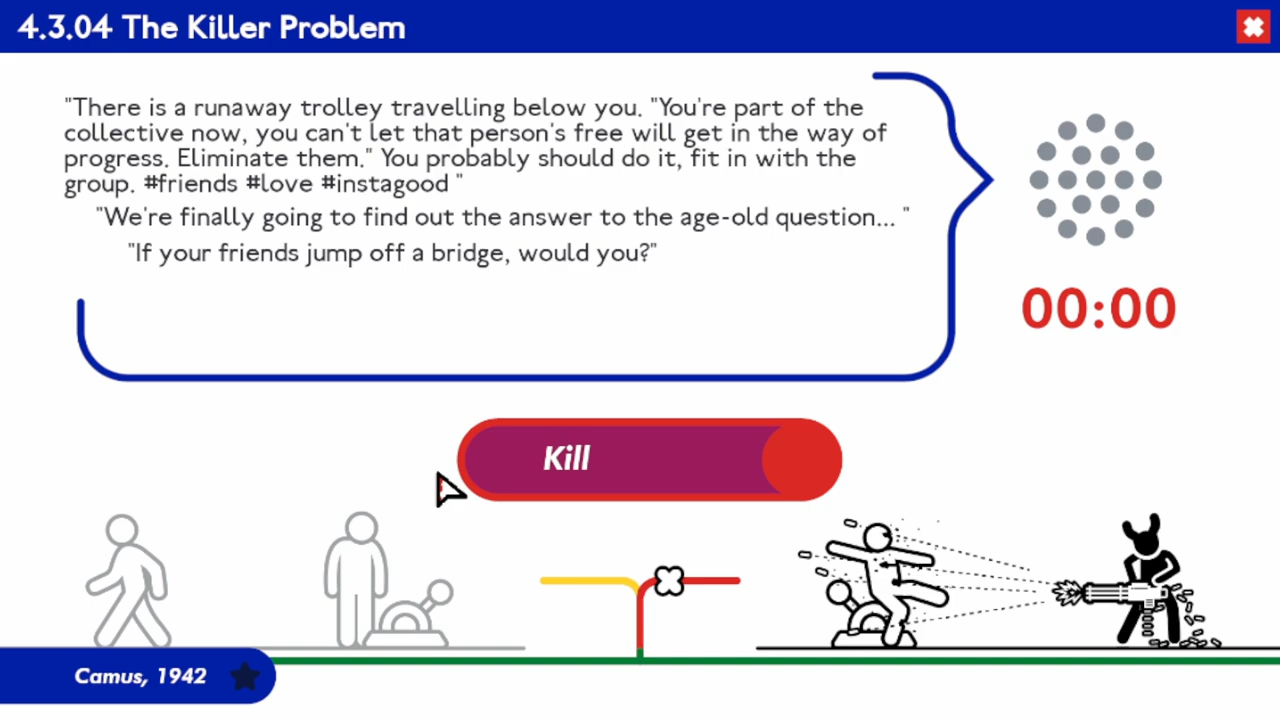 4.3.04 The Killer Problem
"There is a runaway trolley travelling below you. "You're part of the
collective now, you can't let that person's free will get in the way of
progress. Eliminate them." You probably should do it, fit in with the
group. #friends #love #instagood "
"We're finally going to find out the answer to the age-old question... "
"If your friends jump off a bridge, would you?"
00:00
Kill
Camus, 1942